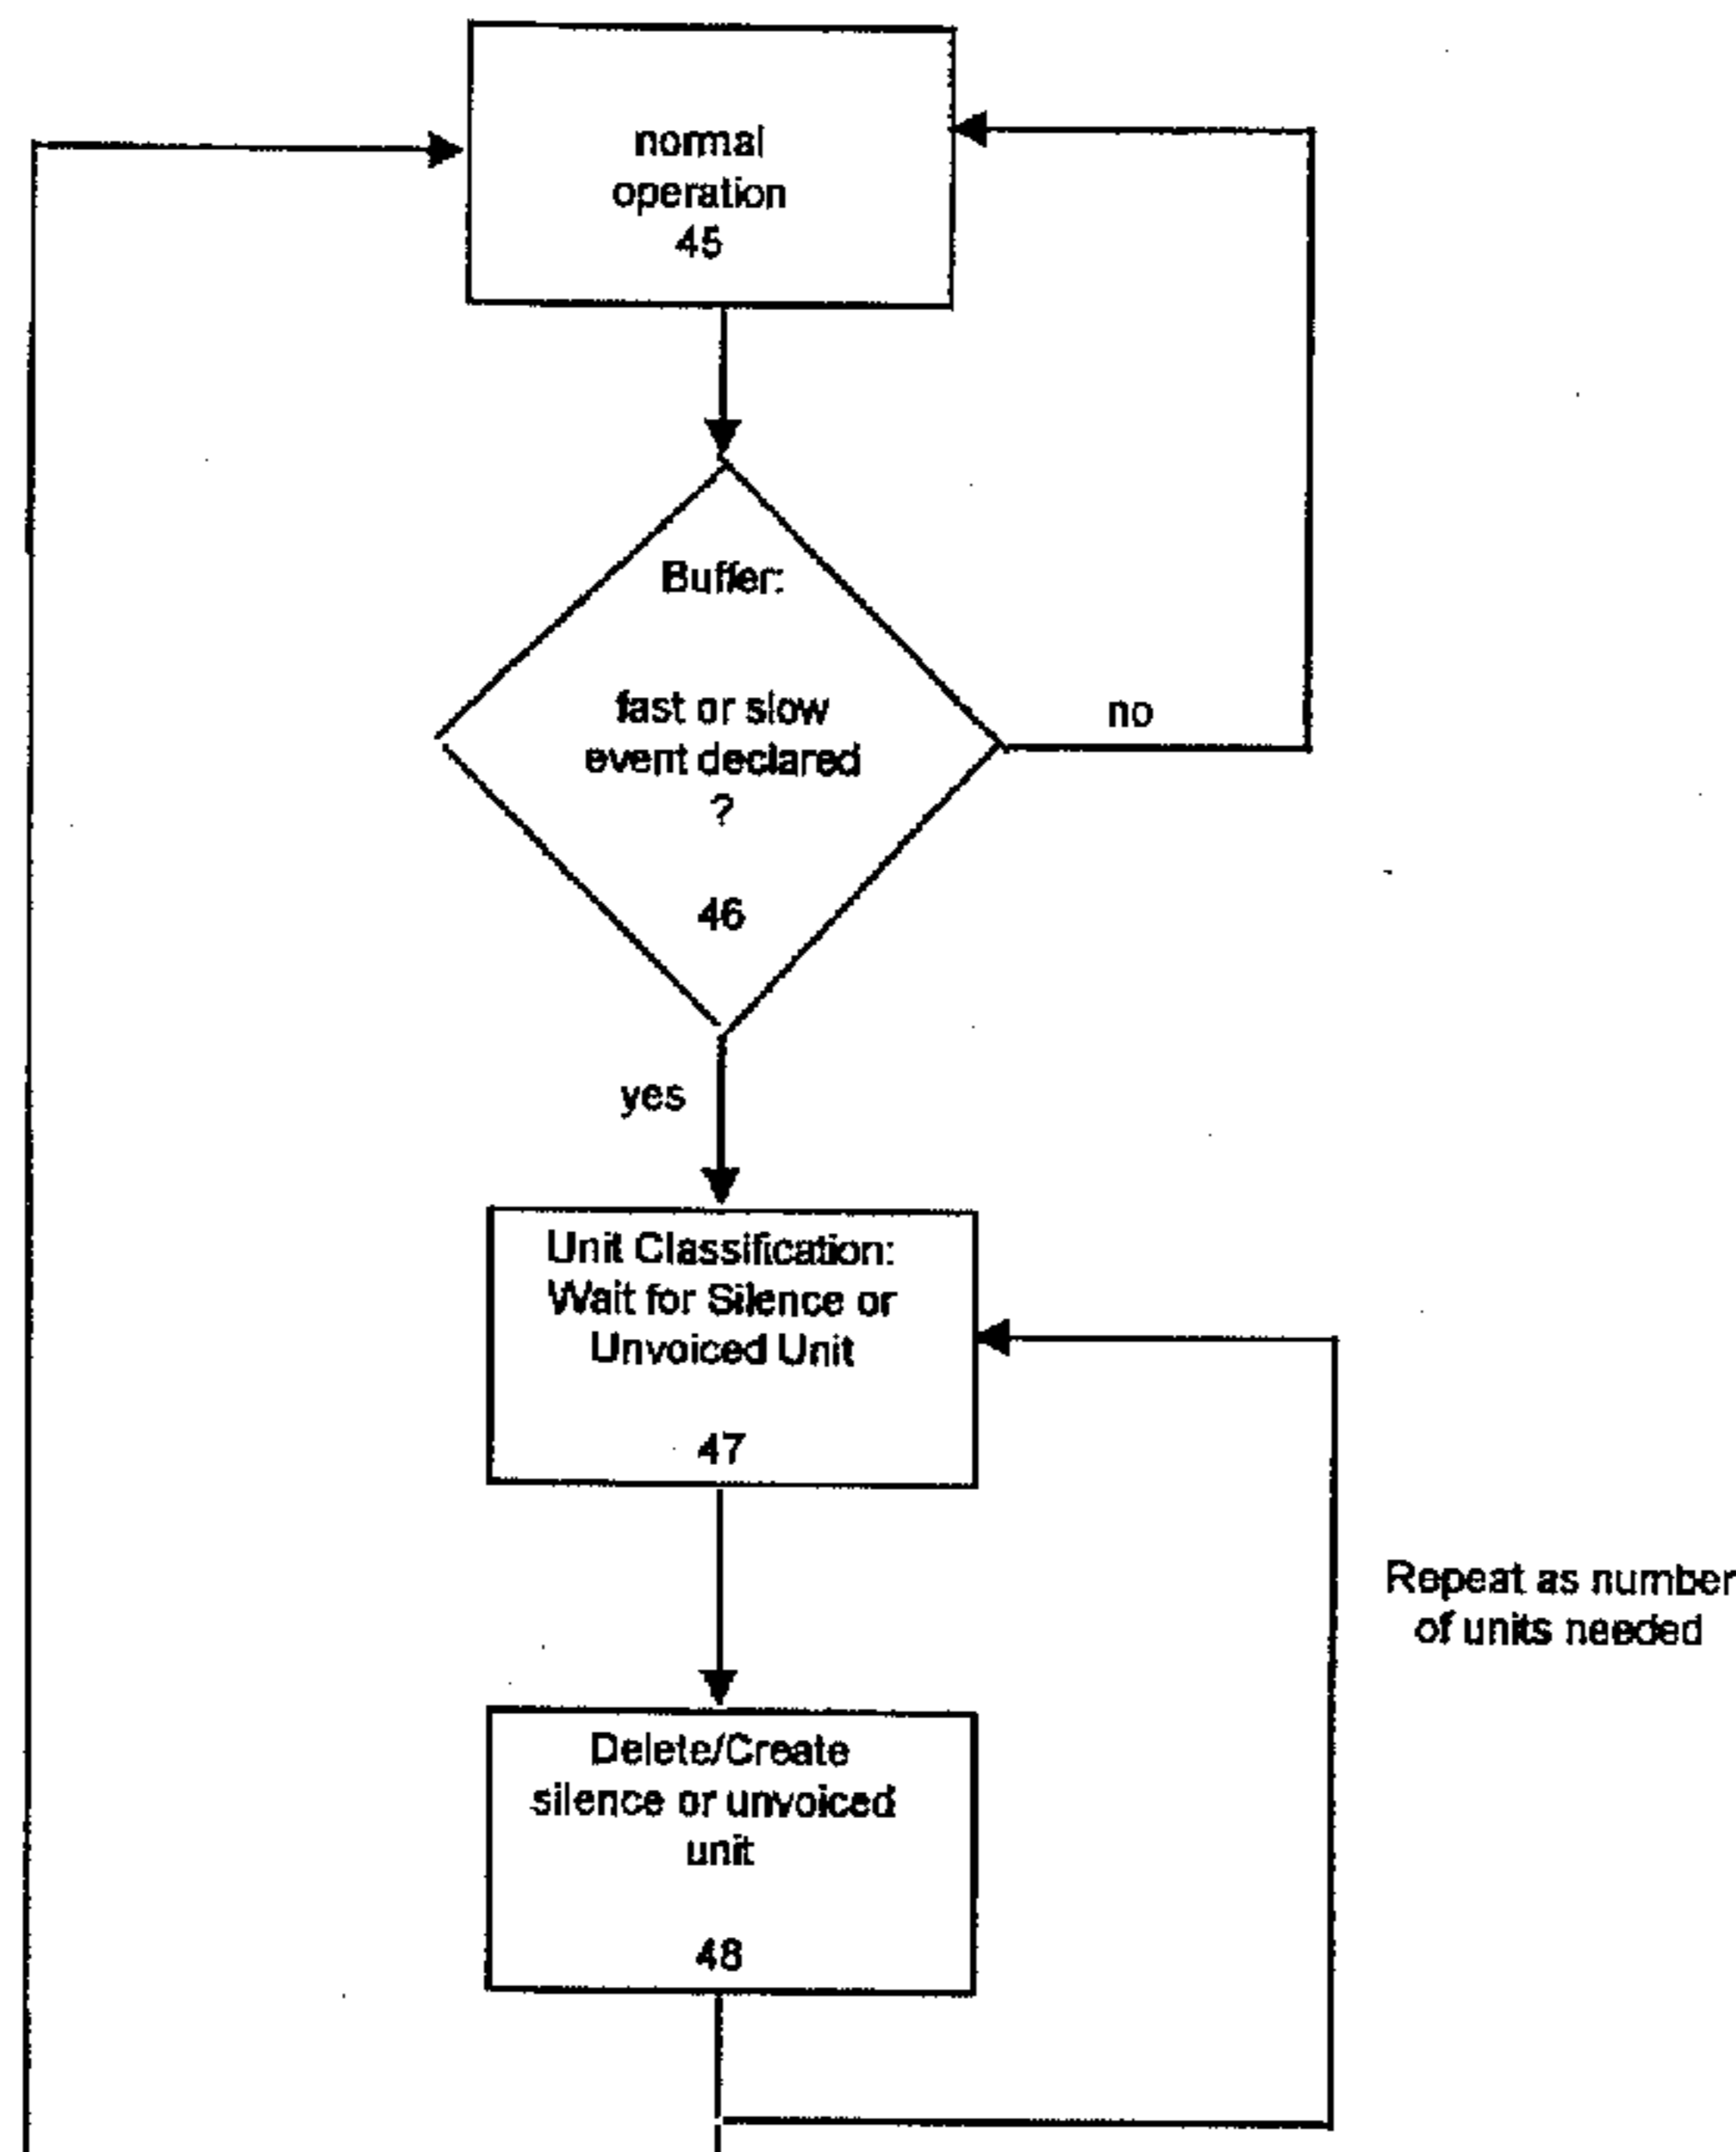 normal
operation
45
Buffer:
fast or slow
event declared
?
46
no
yes
Unit Classification:
Wait for Silence or
Unvoiced Unit
47
Repeat as number
of units needed
Delete/Create
silence or unvoiced
unit
48